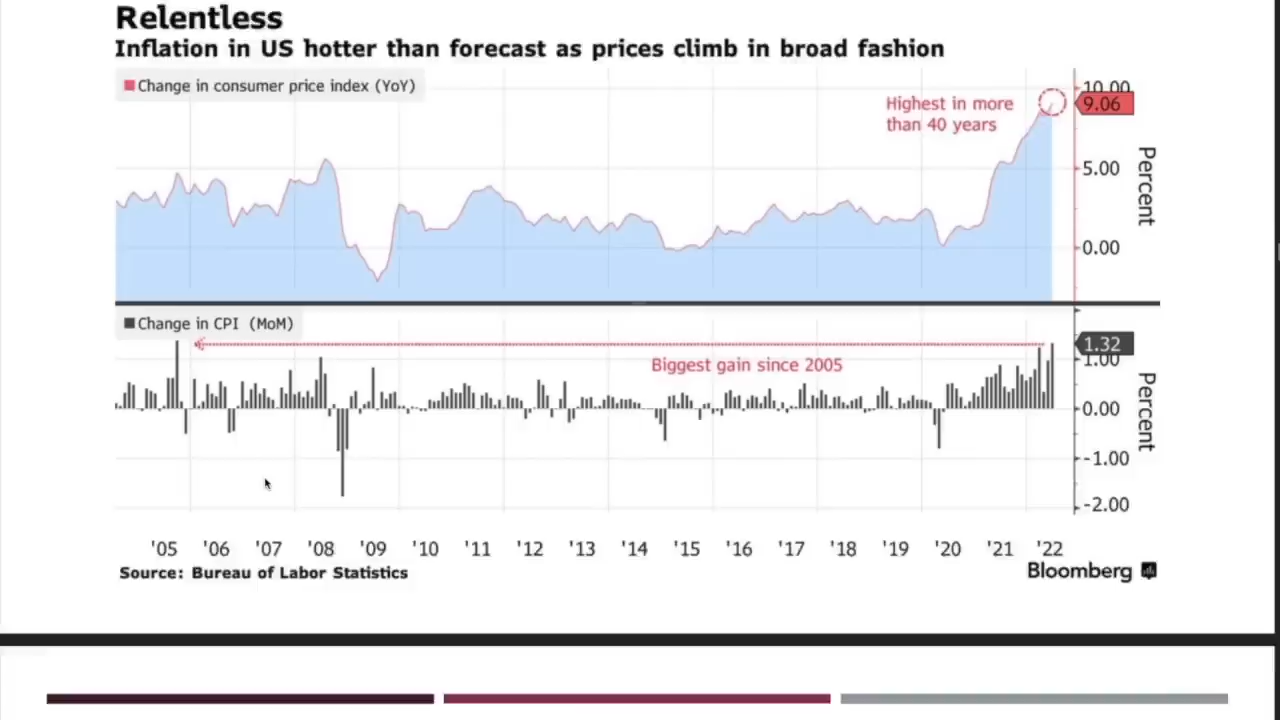 Relentless
Inflation in US hotter than forecast as prices climb in broad fashion
Change in consumer price index (YoY)
Highest in more
than 40 years
10.00
9.06
5.00
0.00
Percent
Change in CPI (MoM)
Biggest gain since 2005
1.32
1.00
0.00
-1.00
-2.00
Percent
'05 '06 '07 '08 '09 '10 '11 '12 '13 '14 '15 '16 '17 '18 '19 '20 '21 '22
Source: Bureau of Labor Statistics
Bloomberg